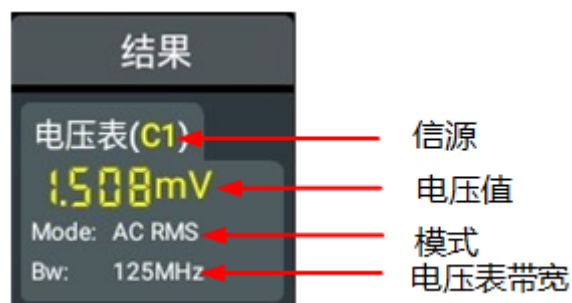 结果
电压表(C1)
信源
1.508mV
电压值
Mode: AC RMS
模式
Bw: 125MHz
电压表带宽